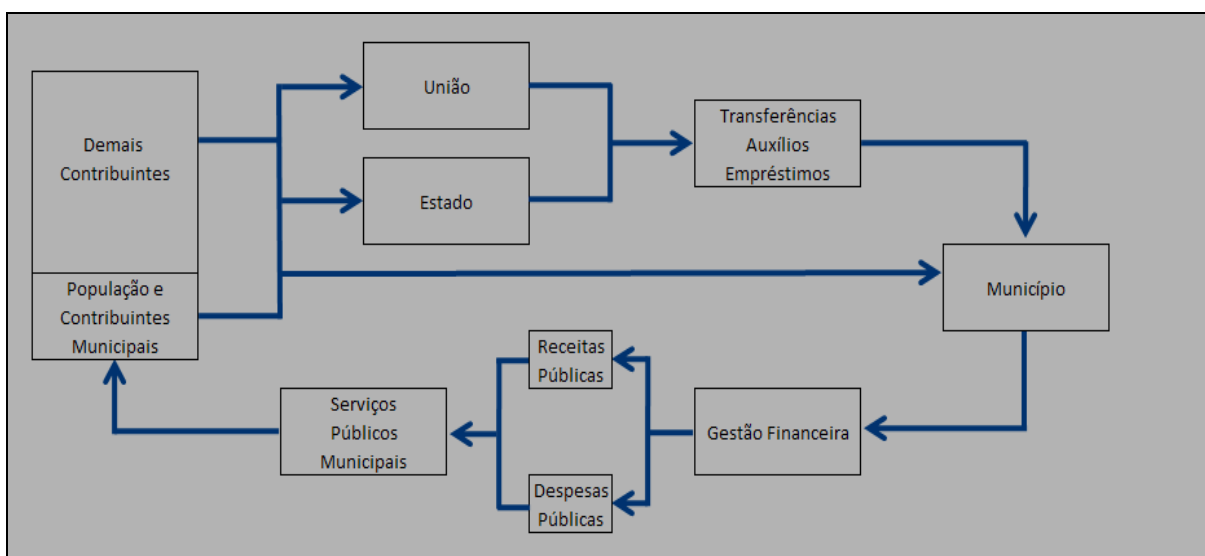 União
Demais
Contribuintes
Transferências
Auxílios
Empréstimos
Estado
População e
Contribuintes
Municipais
Município
Receitas
Públicas
Serviços
Públicos
Municipais
Gestão Financeira
Despesas
Públicas